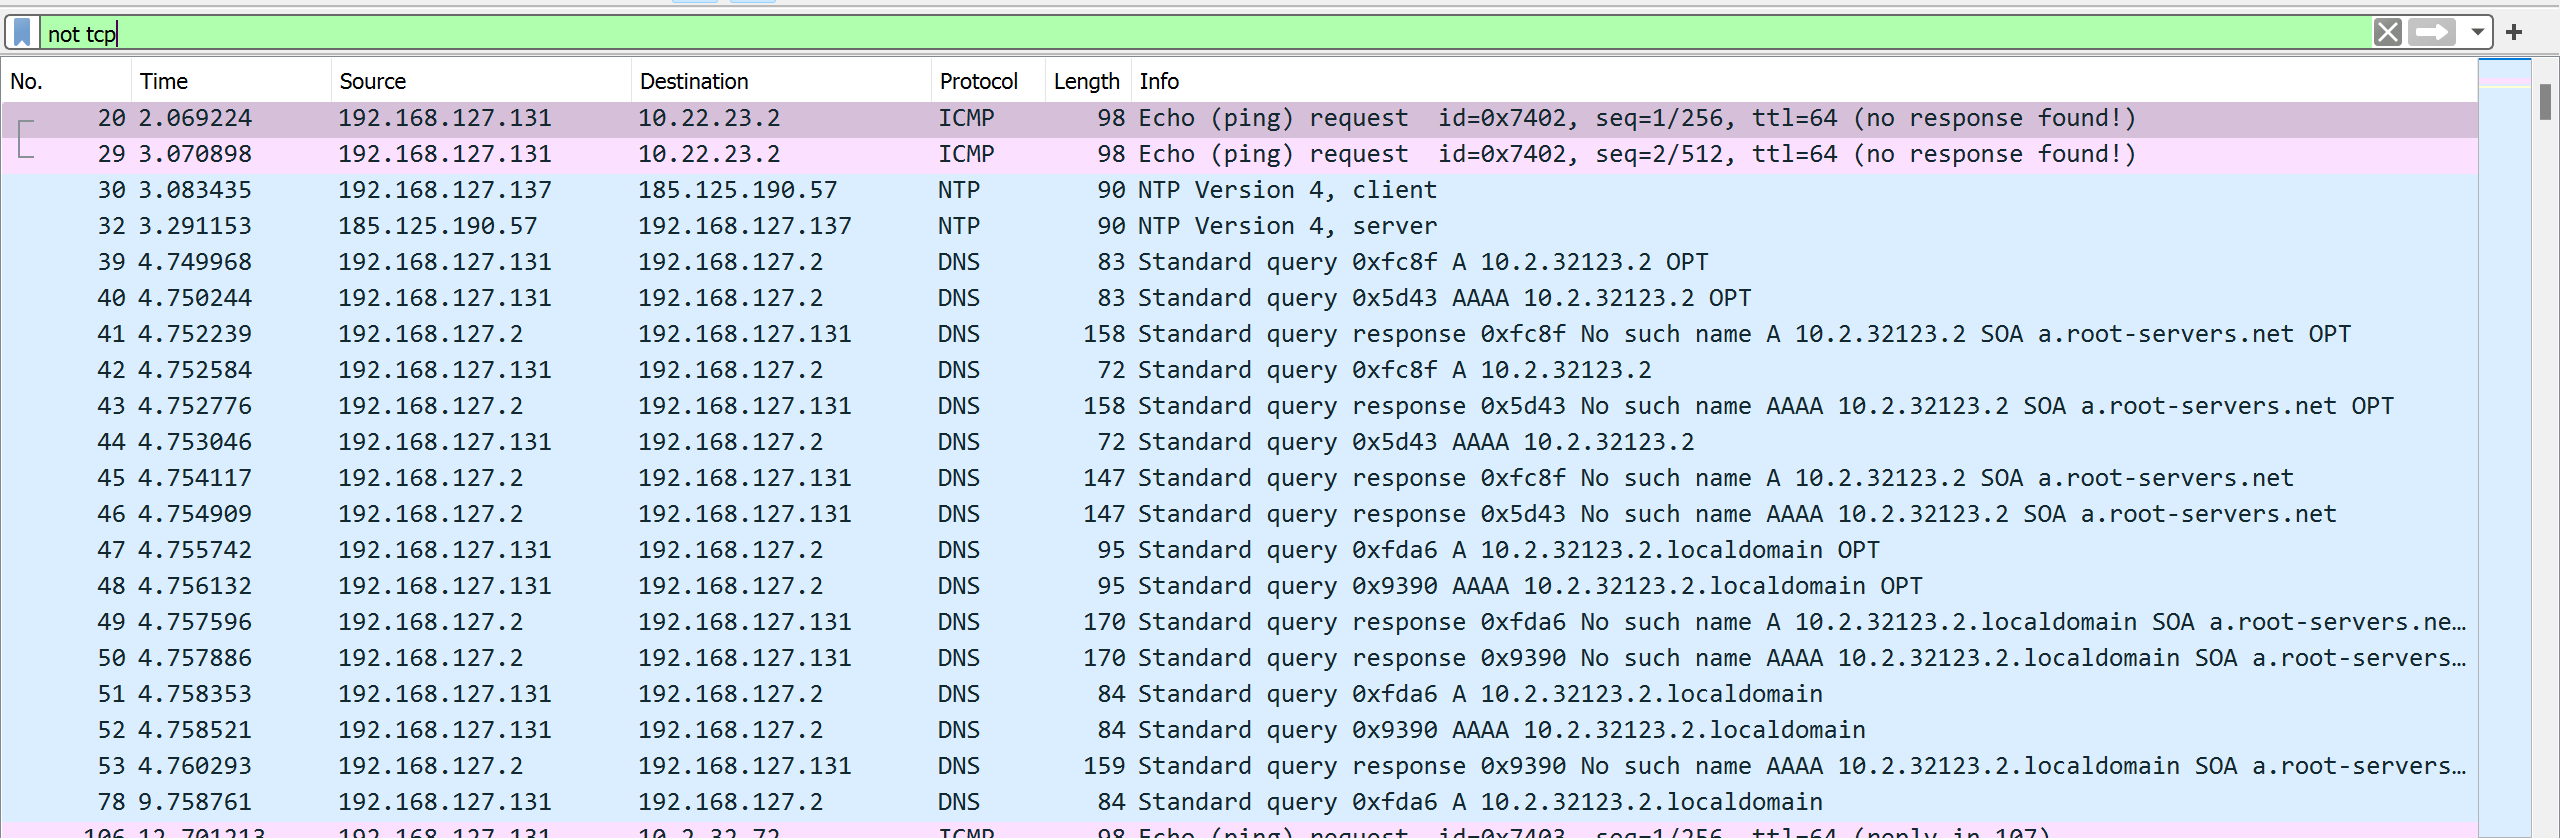 not tcp
No. Time Source Destination Protocol Length Info
20 2.069224 192.168.127.131 10.22.23.2 ICMP 98 Echo (ping) request id=0x7402, seq=1/256, ttl=64 (no response found!)
29 3.070898 192.168.127.131 10.22.23.2 ICMP 98 Echo (ping) request id=0x7402, seq=2/512, ttl=64 (no response found!)
30 3.083435 192.168.127.137 185.125.190.57 NTP 90 NTP Version 4, client
32 3.291153 185.125.190.57 192.168.127.137 NTP 90 NTP Version 4, server
39 4.749968 192.168.127.131 192.168.127.2 DNS 83 Standard query 0xfc8f A 10.2.32123.2 OPT
40 4.750244 192.168.127.131 192.168.127.2 DNS 83 Standard query 0x5d43 AAAA 10.2.32123.2 OPT
41 4.752239 192.168.127.2 192.168.127.131 DNS 158 Standard query response 0xfc8f No such name A 10.2.32123.2 SOA a.root-servers.net OPT
42 4.752584 192.168.127.131 192.168.127.2 DNS 72 Standard query 0xfc8f A 10.2.32123.2
43 4.752776 192.168.127.2 192.168.127.131 DNS 158 Standard query response 0x5d43 No such name AAAA 10.2.32123.2 SOA a.root-servers.net OPT
44 4.753046 192.168.127.131 192.168.127.2 DNS 72 Standard query 0x5d43 AAAA 10.2.32123.2
45 4.754117 192.168.127.2 192.168.127.131 DNS 147 Standard query response 0xfc8f No such name A 10.2.32123.2 SOA a.root-servers.net
46 4.754909 192.168.127.2 192.168.127.131 DNS 147 Standard query response 0x5d43 No such name AAAA 10.2.32123.2 SOA a.root-servers.net
47 4.755742 192.168.127.131 192.168.127.2 DNS 95 Standard query 0xfda6 A 10.2.32123.2.localdomain OPT
48 4.756132 192.168.127.131 192.168.127.2 DNS 95 Standard query 0x9390 AAAA 10.2.32123.2.localdomain OPT
49 4.757596 192.168.127.2 192.168.127.131 DNS 170 Standard query response 0xfda6 No such name A 10.2.32123.2.localdomain SOA a.root-servers.ne…
50 4.757886 192.168.127.2 192.168.127.131 DNS 170 Standard query response 0x9390 No such name AAAA 10.2.32123.2.localdomain SOA a.root-servers…
51 4.758353 192.168.127.131 192.168.127.2 DNS 84 Standard query 0xfda6 A 10.2.32123.2.localdomain
52 4.758521 192.168.127.131 192.168.127.2 DNS 84 Standard query 0x9390 AAAA 10.2.32123.2.localdomain
53 4.760293 192.168.127.2 192.168.127.131 DNS 159 Standard query response 0x9390 No such name AAAA 10.2.32123.2.localdomain SOA a.root-servers…
78 9.758761 192.168.127.131 192.168.127.2 DNS 84 Standard query 0xfda6 A 10.2.32123.2.localdomain
106 12.701213 192.168.127.131 10.2.32.72 ICMP 98 Echo (ping) request id=0x7403, seq=1/256, ttl=64 (reply in 107)